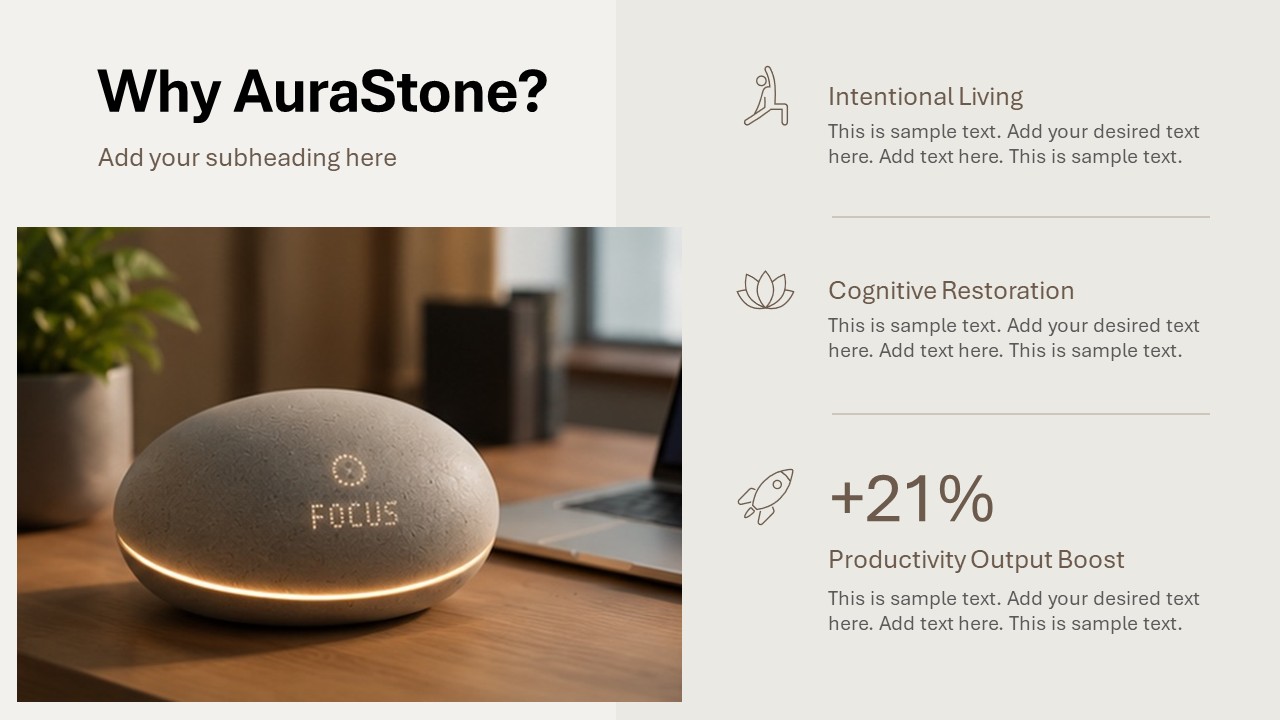 Why AuraStone?
Add your subheading here
FOCUS
Intentional Living
This is sample text. Add your desired text
here. Add text here. This is sample text.
Cognitive Restoration
This is sample text. Add your desired text
here. Add text here. This is sample text.
+21%
Productivity Output Boost
This is sample text. Add your desired text
here. Add text here. This is sample text.